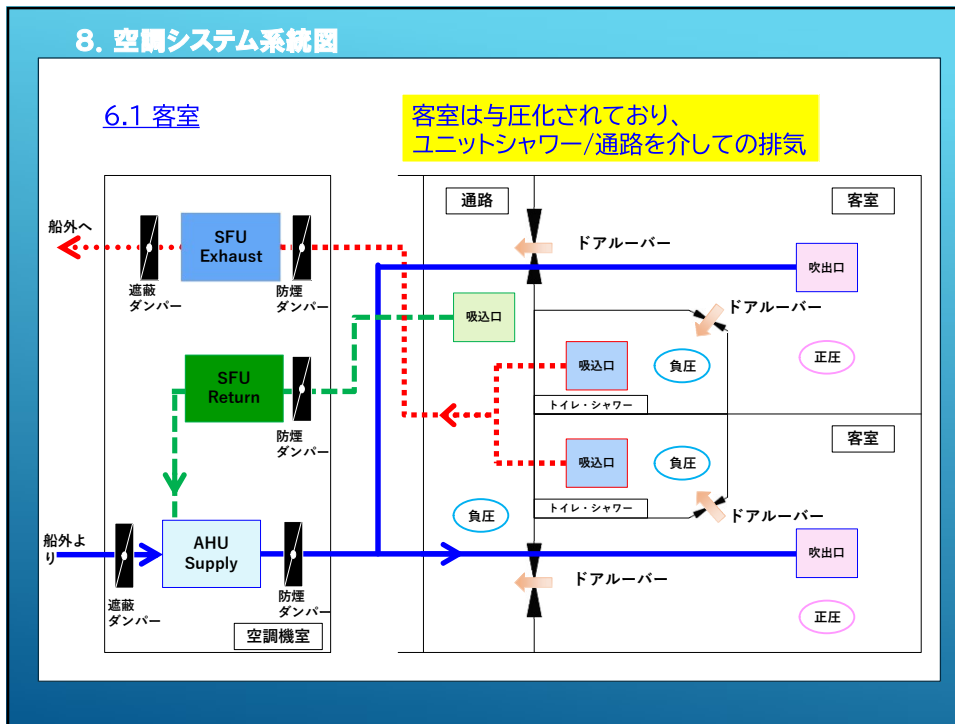 8. 空調システム系統図
6.1 客室
客室は与圧化されており、
ユニットシャワー/通路を介しての排気
通路
客室
船外へ
SFU
Exhaust
ドアルーバー
吹出口
遮蔽
ダンパー
防煙
ダンパー
吸込口
ドアルーバー
吸込口
負圧
正圧
SFU
Return
トイレ・シャワー
防煙
ダンパー
客室
吸込口
負圧
トイレ・シャワー
負圧
ドアルーバー
船外よ
り
AHU
Supply
吹出口
ドアルーバー
遮蔽
ダンパー
防煙
ダンパー
正圧
空調機室